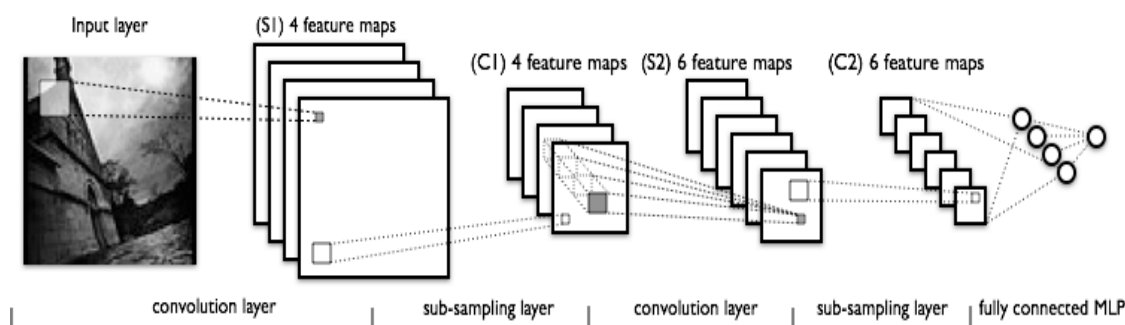 Input layer
(S1) 4 feature maps
(C1) 4 feature maps
(S2) 6 feature maps
(C2) 6 feature maps
convolution layer
sub-sampling layer
convolution layer
sub-sampling layer
fully connected MLP